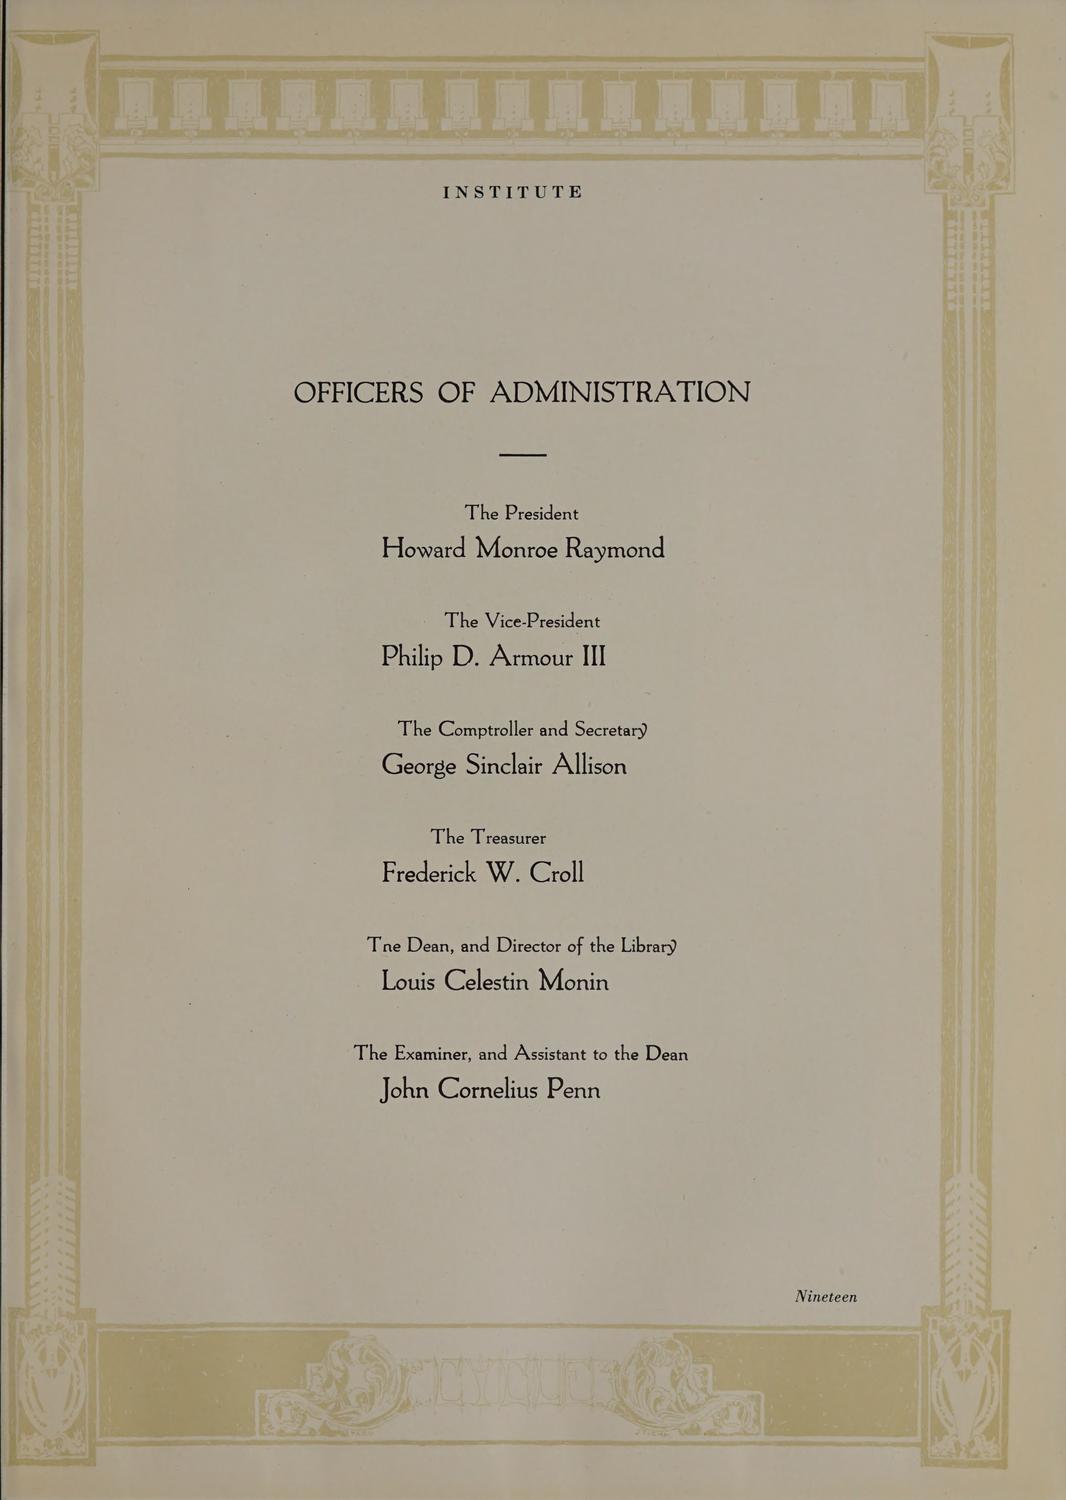 INSTITUTE
OFFICERS OF ADMINISTRATION
The President
Howard Monroe Raymond
The Vice-President
Philip D. Armour III
The Comptroller and Secretary
George Sinclair Allison
The Treasurer
Frederick W. Croll
Tne Dean, and Director of the Library
Louis Celestin Monin
The Examiner, and Assistant to the Dean
John Cornelius Penn
Nineteen